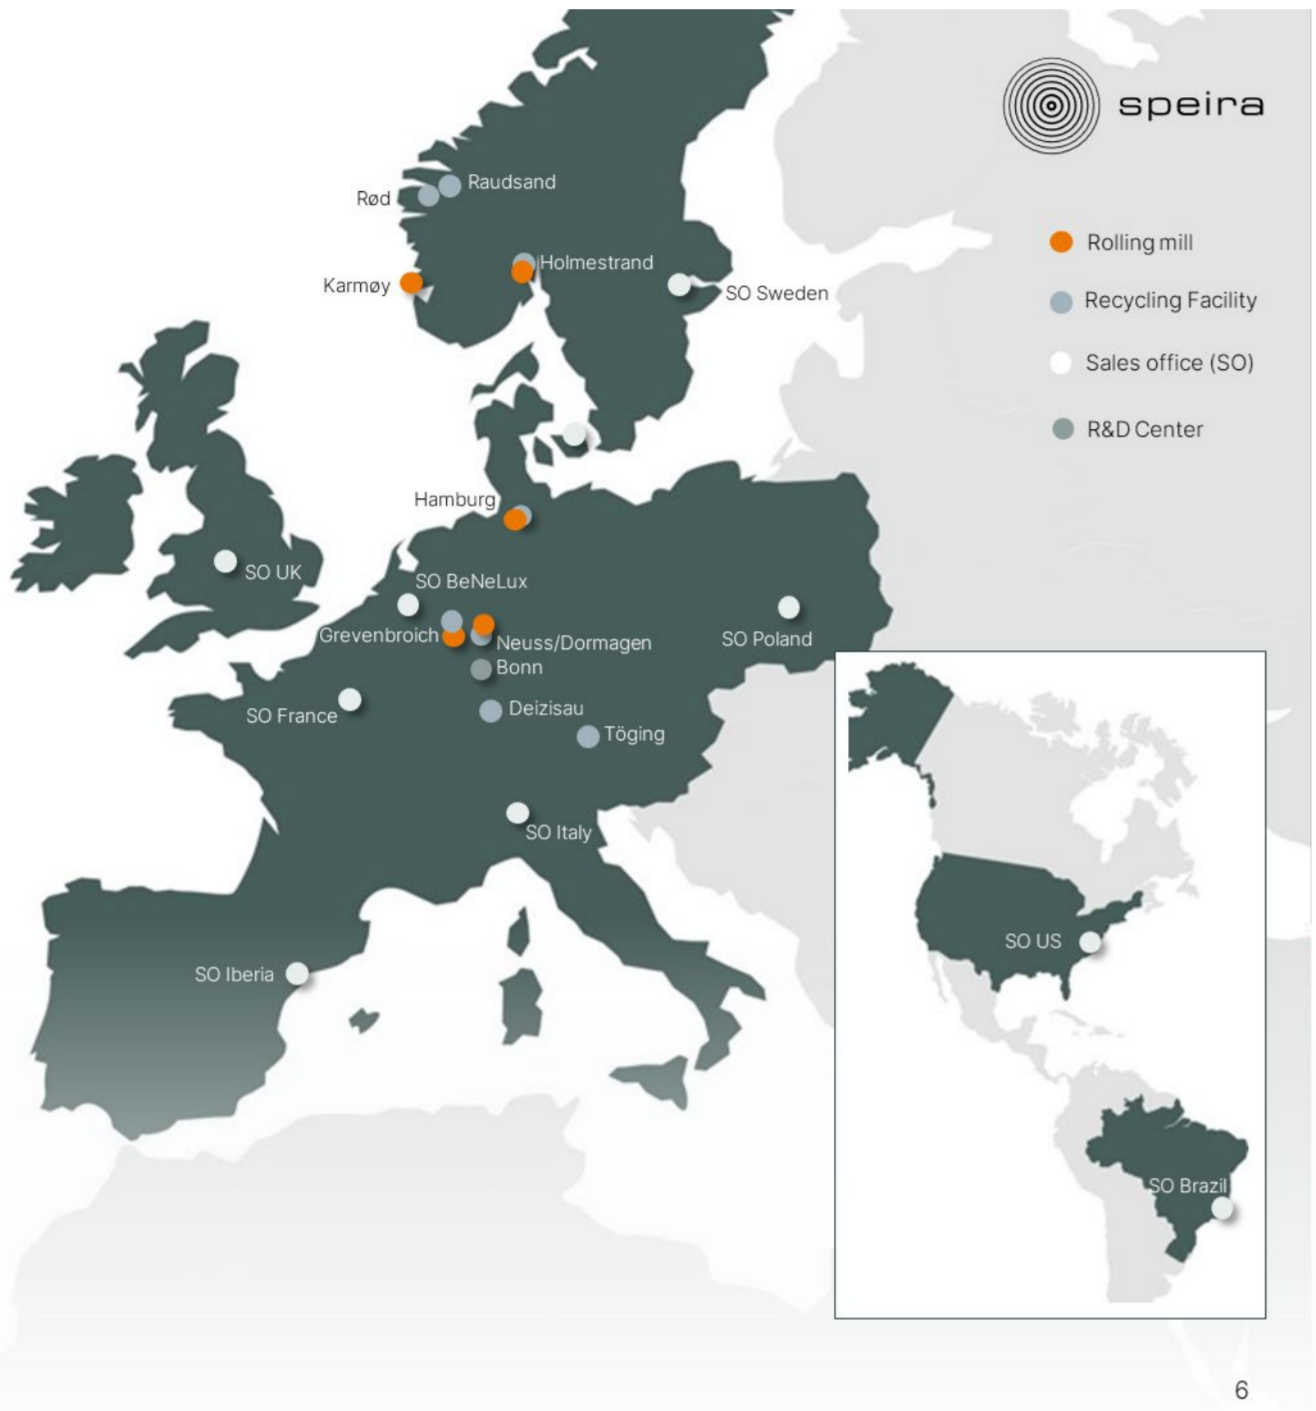 speira
Rolling mill
Recycling Facility
Sales office (SO)
R&D Center
Raudsand
Rød
Holmestrand
Karmøy
SO Sweden
Hamburg
SO UK
SO BeNeLux
Grevenbroich
Neuss/Dormagen
SO Poland
Bonn
Deizisau
SO France
Töging
SO Italy
SO Iberia
SO US
SO Brazil
6